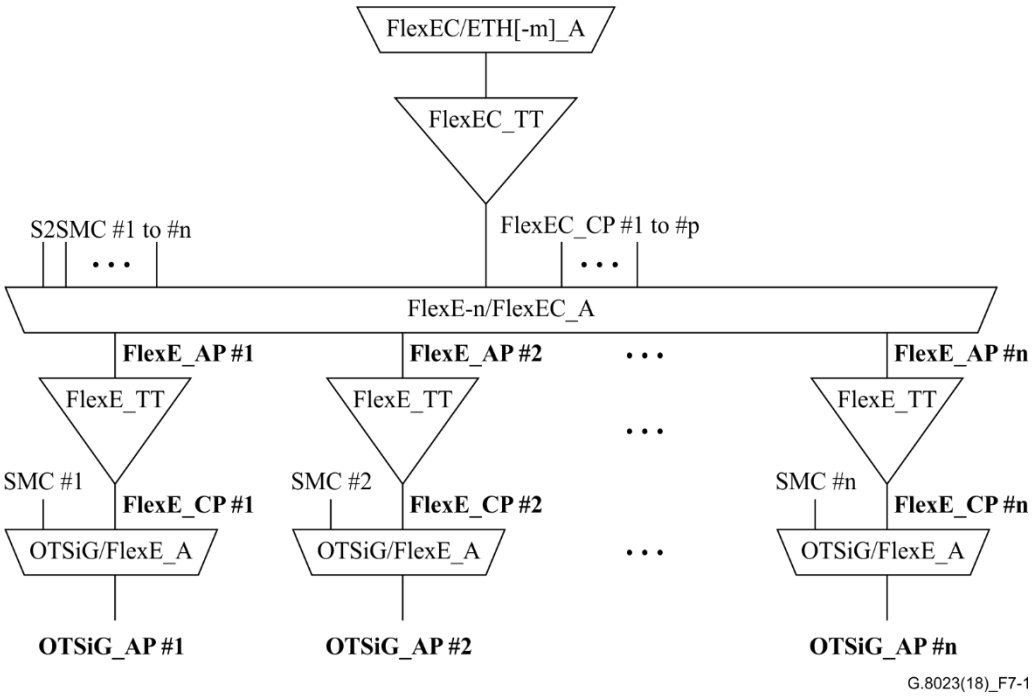 FlexEC/ETH[-m]_A
FlexEC_TT
S2SMC #1 to #n
FlexEC_CP #1 to #p
• • •
• • •
FlexE-n/FlexEC_A
FlexE_AP #1
FlexE_AP #2
• • •
FlexE_AP #n
FlexE_TT
FlexE_TT
• • •
FlexE_TT
SMC #1
SMC #2
SMC #n
FlexE_CP #1
FlexE_CP #2
FlexE_CP #n
OTSiG/FlexE_A
OTSiG/FlexE_A
• • •
OTSiG/FlexE_A
OTSiG_AP #1
OTSiG_AP #2
OTSiG_AP #n
G.8023(18)_F7-1